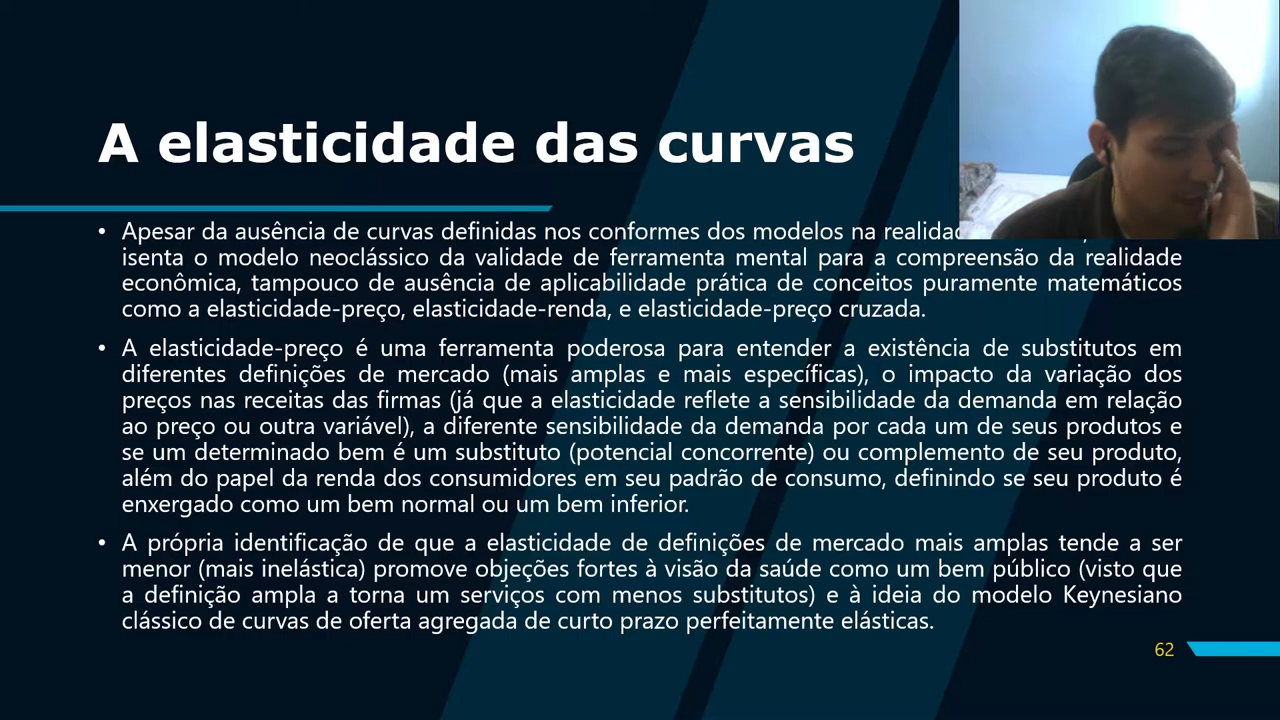 A elasticidade das curvas
• Apesar da ausência de curvas definidas nos conformes dos modelos na
isenta o modelo neoclássico da validade de ferramenta mental para a compreensão da realidade
econômica, tampouco de ausência de aplicabilidade prática de conceitos puramente matemáticos
como a elasticidade-preço, elasticidade-renda, e elasticidade-preço cruzada.
• A elasticidade-preço é uma ferramenta poderosa para entender a existência de substitutos em
diferentes definições de mercado (mais amplas e mais específicas), o impacto da variação dos
preços nas receitas das firmas (já que a elasticidade reflete a sensibilidade da demanda em relação
ao preço ou outra variável), a diferente sensibilidade da demanda por cada um de seus produtos e
se um determinado bem é um substituto (potencial concorrente) ou complemento de seu produto,
além do papel da renda dos consumidores em seu padrão de consumo, definindo se seu produto é
enxergado como um bem normal ou um bem inferior.
• A própria identificação de que a elasticidade de definições de mercado mais amplas tende a ser
menor (mais inelástica) promove objeções fortes à visão da saúde como um bem público (visto que
a definição ampla a torna um serviços com menos substitutos) e à ideia do modelo Keynesiano
clássico de curvas de oferta agregada de curto prazo perfeitamente elásticas.
62